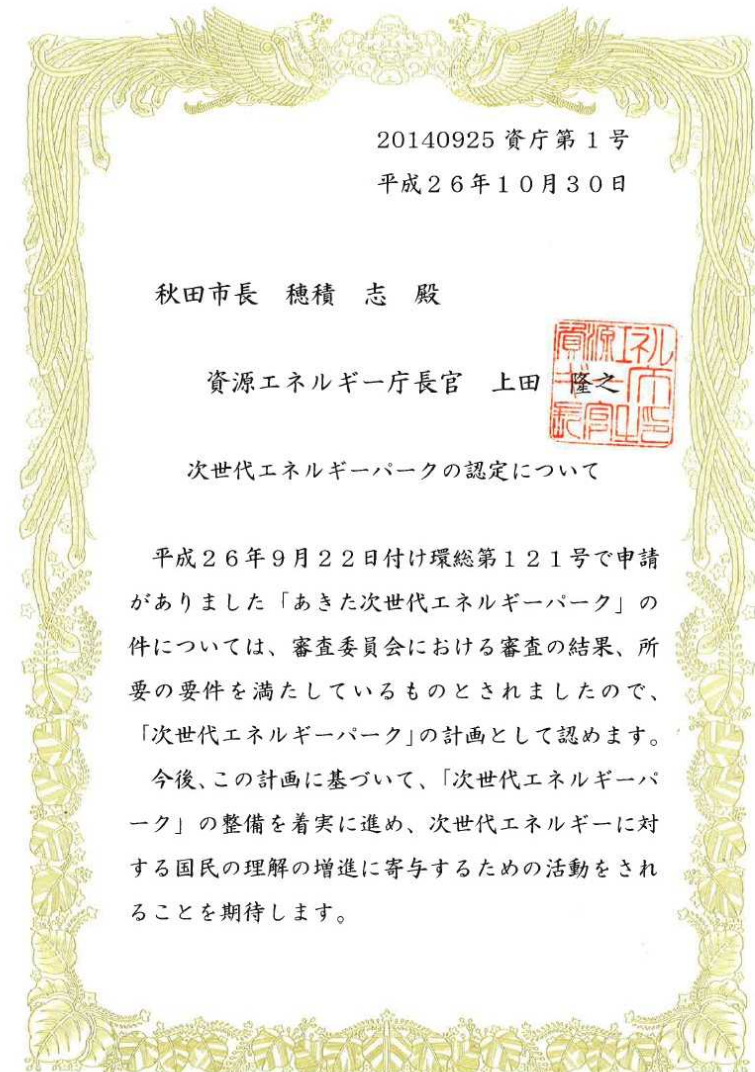 20140925資庁第1号
平成26年10月30日
秋田市長　穂積　志　殿
資源エネルギー庁長官　上田　隆之
次世代エネルギーパークの認定について
平成26年9月22日付け環総第121号で申請
がありました「あきた次世代エネルギーパーク」の
件については、審査委員会における審査の結果、所
要の要件を満たしているものとされましたので、
「次世代エネルギーパーク」の計画として認めます。
今後、この計画に基づいて、「次世代エネルギーパ
ーク」の整備を着実に進め、次世代エネルギーに対
する国民の理解の増進に寄与するための活動をされ
ることを期待します。